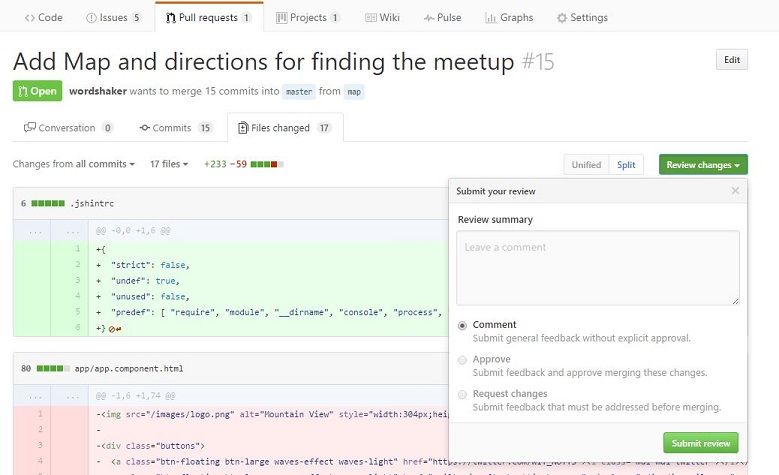 Code Issues 5 Pull requests 1 Projects 1 Wiki Pulse Graphs Settings
Add Map and directions for finding the meetup #15
Edit
Open wordshaker wants to merge 15 commits into master from map
Conversation 0 Commits 15 Files changed 17
Changes from all commits 17 files +233 −59 Unified Split Review changes
6 .jshintrc
... ... @@ -0,0 +1,6 @@
1 +{
2 + "strict": false,
3 + "undef": true,
4 + "unused": false,
5 + "predef": [ "require", "module", "__dirname", "console", "process",
6 +}
80 app/app.component.html
... ... @@ -1,6 +1,74 @@
1 -<img src="/images/logo.png" alt="Mountain View" style="width:304px;heig
2 -
3 -<div class="buttons">
4 - <a class="btn-floating btn-large waves-effect waves-light" href="https://twitter.com/
Submit your review
Review summary
Leave a comment
Comment
Submit general feedback without explicit approval.
Approve
Submit feedback and approve merging these changes.
Request changes
Submit feedback that must be addressed before merging.
Submit review